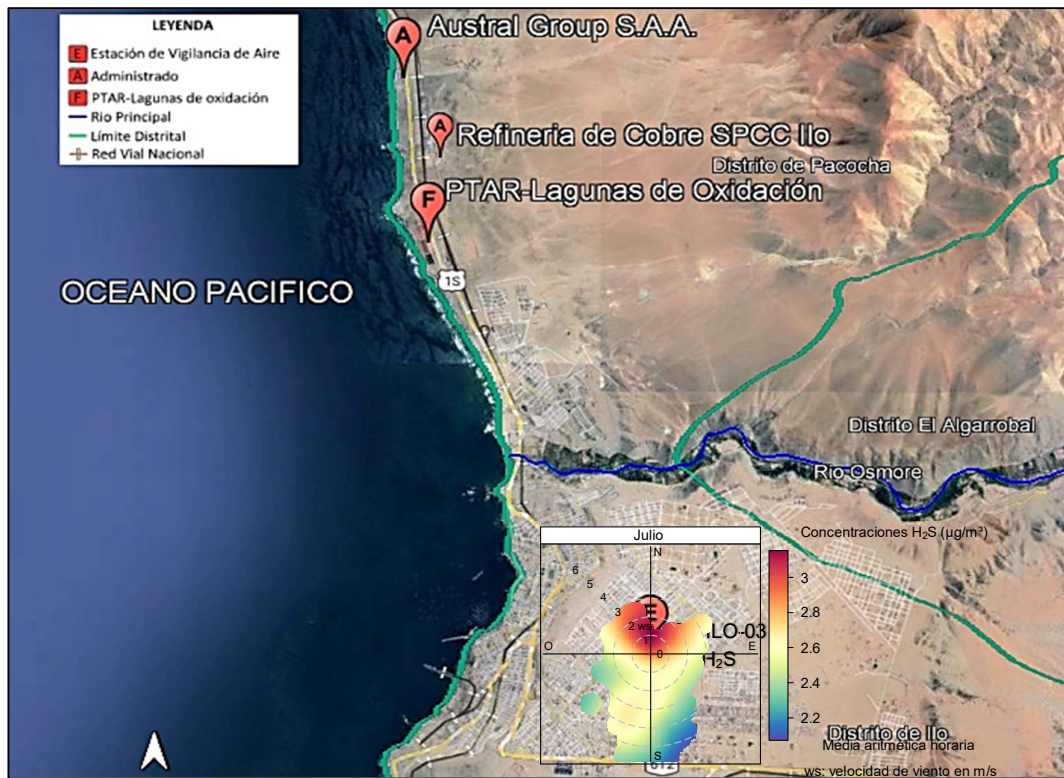 LEYENDA
E Estación de Vigilancia de Aire
A Administrado
F PTAR-Lagunas de oxidación
Rio Principal
Límite Distrital
Red Vial Nacional
A Austral Group S.A.A.
A Refineria de Cobre SPCC Ilo
Distrito de Pacocha
F PTAR-Lagunas de Oxidación
1S
OCEANO PACIFICO
Distrito El Algarrobal
Rio Osmore
Julio
Concentraciones H₂S (µg/m³)
N
6
5
4
3
2 ws
1
0
E
O
E
S
ILO-03
H₂S
3
2.8
2.6
2.4
2.2
Distrito de Ilo
Media aritmética horaria
ws: velocidad de viento en m/s